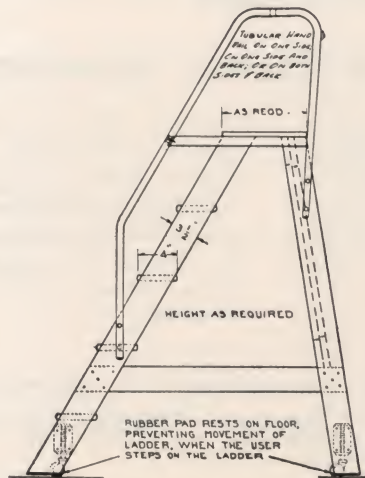 TUBULAR HAND
RAIL ON ONE SIDE,
ON ONE SIDE AND
BACK; OR ON BOTH
SIDES & BACK
AS REQD.
4"
HEIGHT AS REQUIRED
RUBBER PAD RESTS ON FLOOR,
PREVENTING MOVEMENT OF
LADDER, WHEN THE USER
STEPS ON THE LADDER